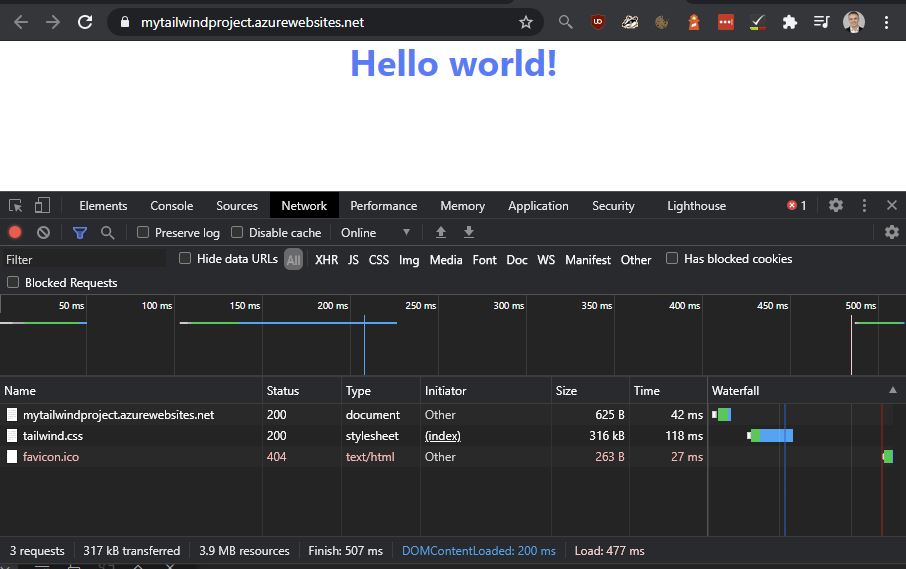 mytailwindproject.azurewebsites.net
Hello world!
Elements Console Sources Network Performance Memory Application Security Lighthouse 1
Preserve log Disable cache Online
Filter Hide data URLs All XHR JS CSS Img Media Font Doc WS Manifest Other Has blocked cookies
Blocked Requests
50 ms 100 ms 150 ms 200 ms 250 ms 300 ms 350 ms 400 ms 450 ms 500 ms
Name Status Type Initiator Size Time Waterfall
mytailwindproject.azurewebsites.net 200 document Other 625 B 42 ms
tailwind.css 200 stylesheet (index) 316 kB 118 ms
favicon.ico 404 text/html Other 263 B 27 ms
3 requests 317 kB transferred 3.9 MB resources Finish: 507 ms DOMContentLoaded: 200 ms Load: 477 ms